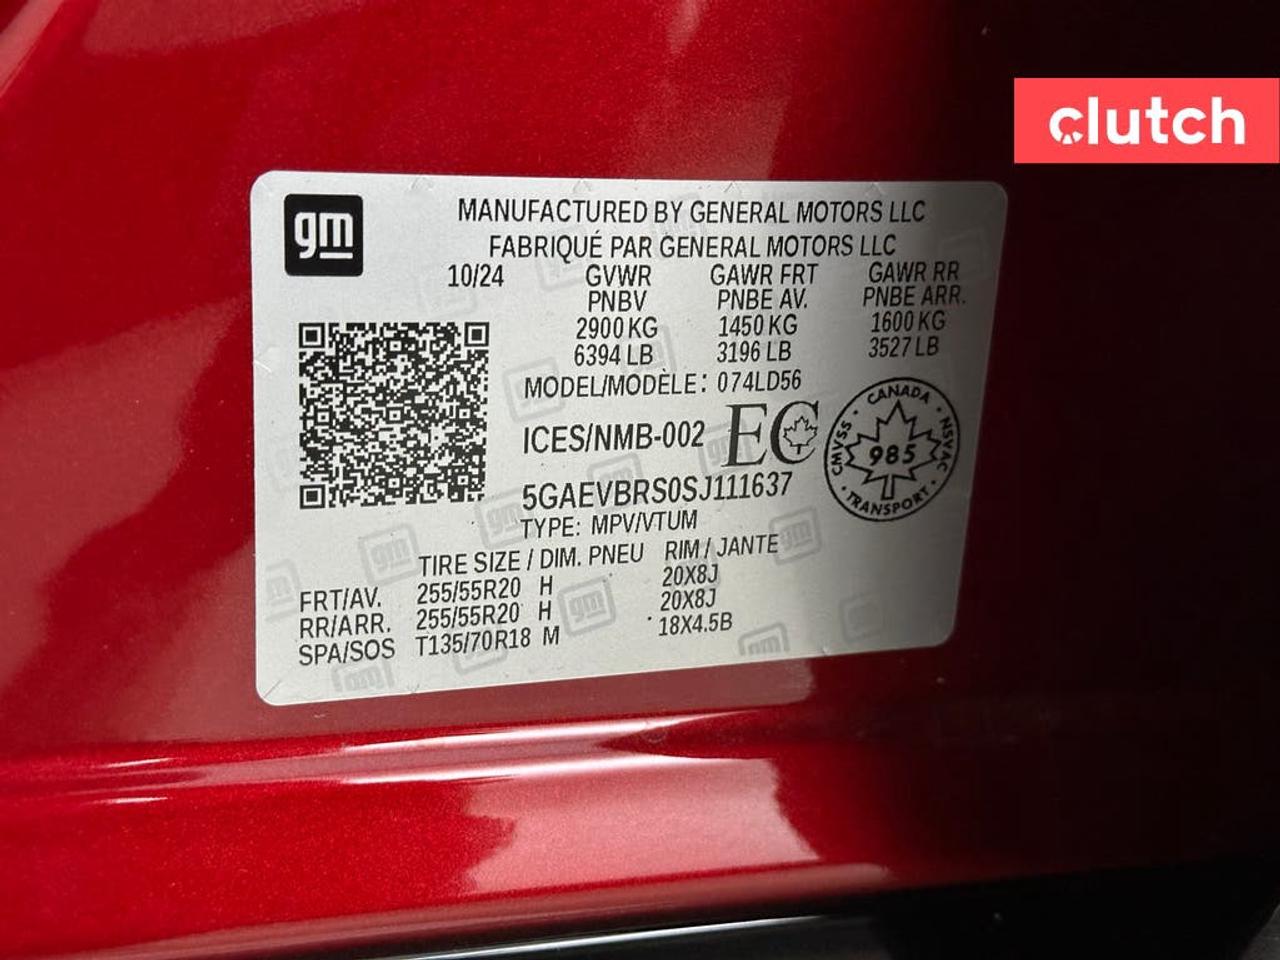 clutch
gm
MANUFACTURED BY GENERAL MOTORS LLC
FABRIQUÉ PAR GENERAL MOTORS LLC
10/24 GVWR GAWR FRT GAWR RR
PNBV PNBE AV. PNBE ARR.
2900 KG 1450 KG 1600 KG
6394 LB 3196 LB 3527 LB
MODEL/MODÈLE: 074LD56
ICES/NMB-002 EC
CANADA
CMVSS 985 NSVAC
TRANSPORT
5GAEVBRS0SJ111637
TYPE: MPV/VTUM
TIRE SIZE / DIM. PNEU RIM / JANTE
FRT/AV. 255/55R20 H 20X8J
RR/ARR. 255/55R20 H 20X8J
SPA/SOS T135/70R18 M 18X4.5B